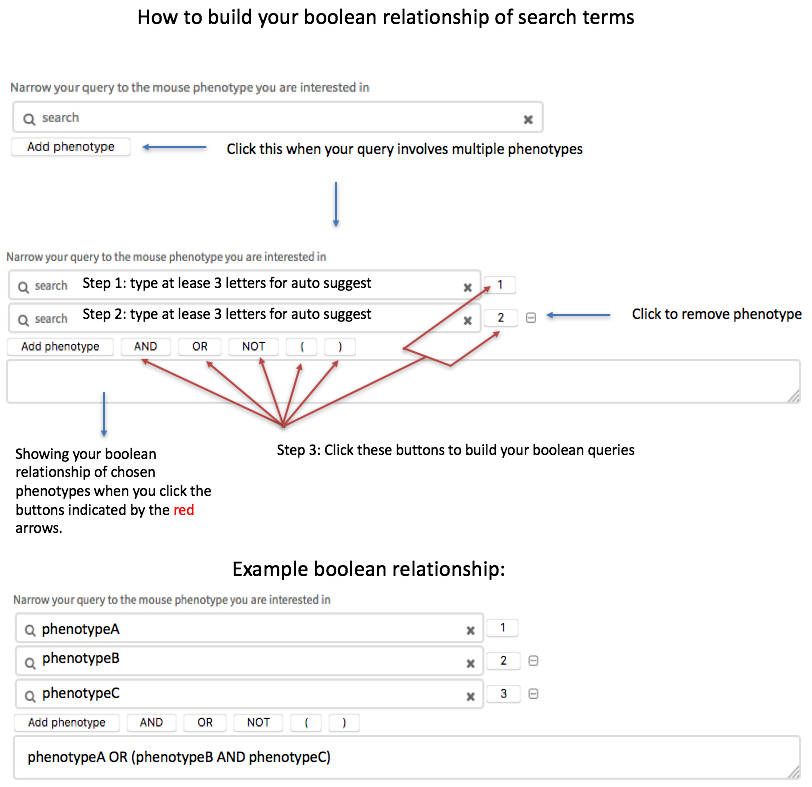 How to build your boolean relationship of search terms
Narrow your query to the mouse phenotype you are interested in
search
Add phenotype
Click this when your query involves multiple phenotypes
Narrow your query to the mouse phenotype you are interested in
search Step 1: type at lease 3 letters for auto suggest 1
search Step 2: type at lease 3 letters for auto suggest 2
Click to remove phenotype
Add phenotype AND OR NOT ( )
Step 3: Click these buttons to build your boolean queries
Showing your boolean
relationship of chosen
phenotypes when you click the
buttons indicated by the red
arrows.
Example boolean relationship:
Narrow your query to the mouse phenotype you are interested in
phenotypeA 1
phenotypeB 2
phenotypeC 3
Add phenotype AND OR NOT ( )
phenotypeA OR (phenotypeB AND phenotypeC)